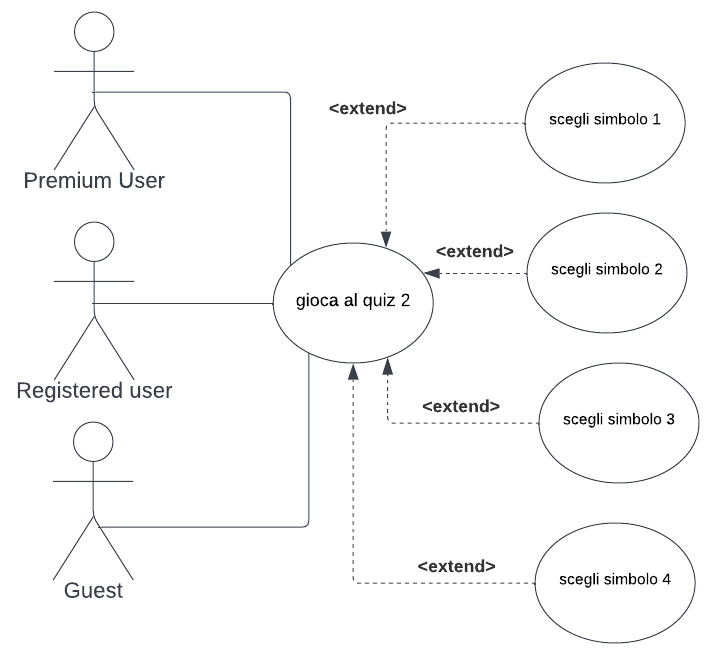 <extend>
scegli simbolo 1
Premium User
<extend>
scegli simbolo 2
gioca al quiz 2
Registered user
<extend>
scegli simbolo 3
<extend>
scegli simbolo 4
Guest